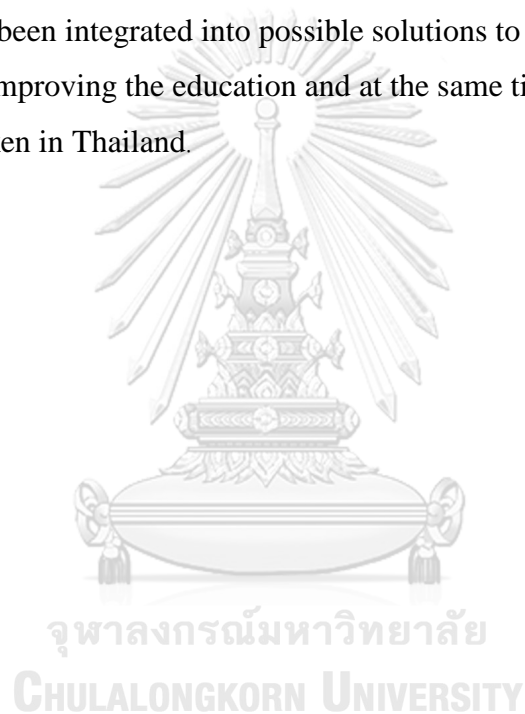 been integrated into possible solutions to
mproving the education and at the same ti
ken in Thailand.
จุฬาลงกรณ์มหาวิทยาลัย
CHULALONGKORN UNIVERSITY